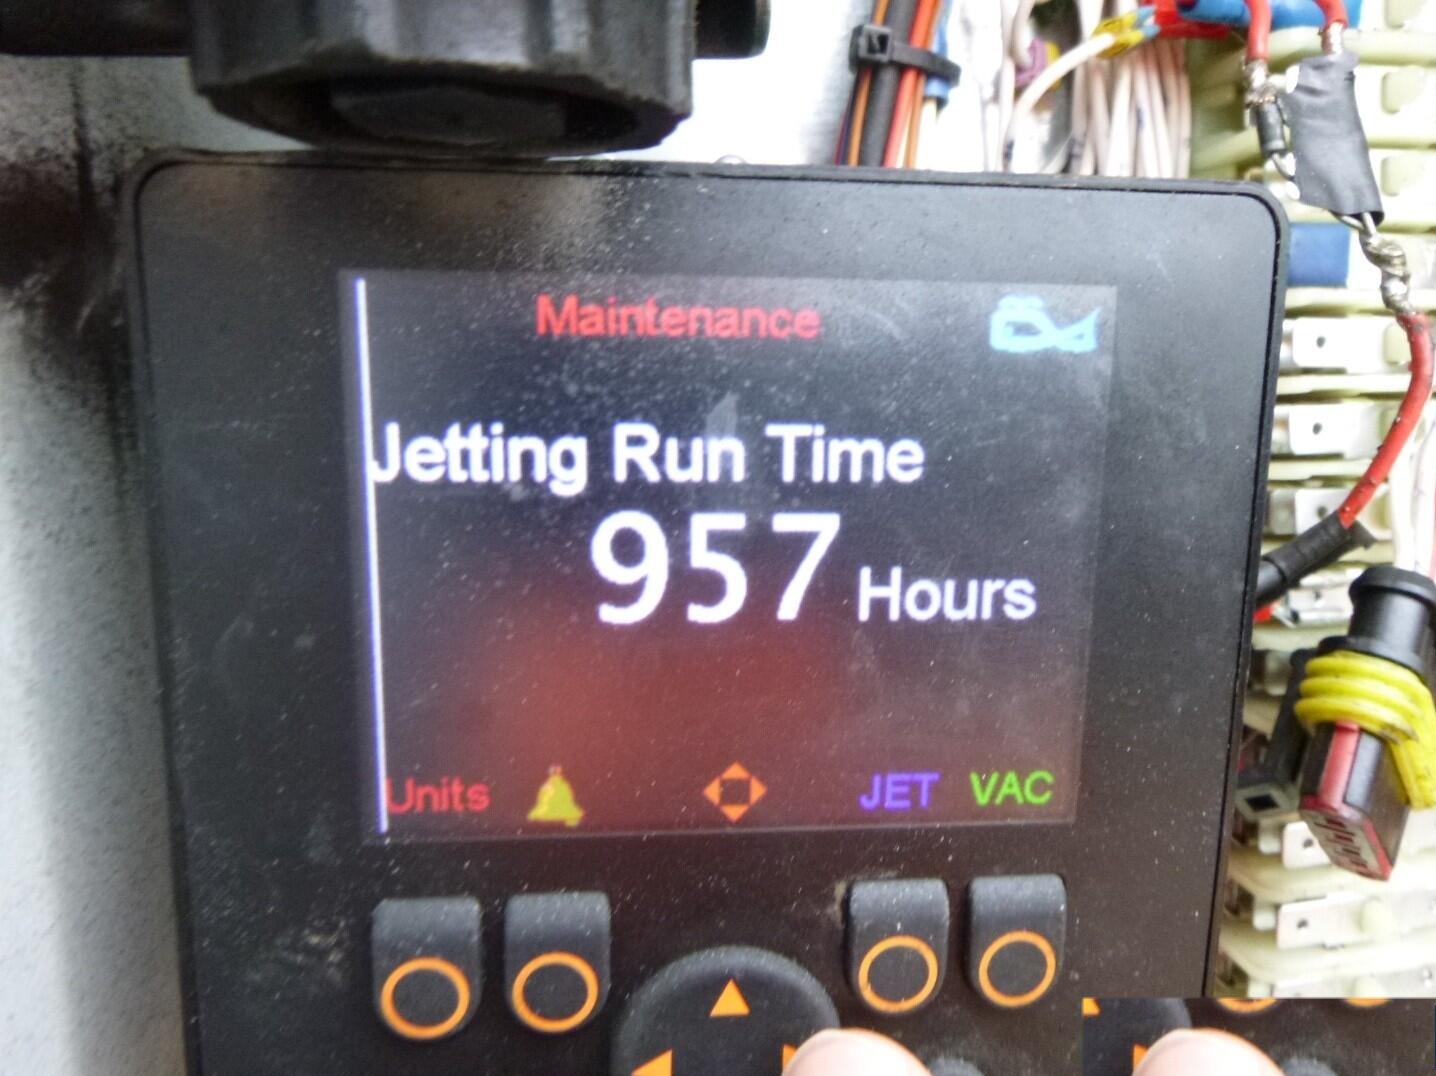 Maintenance
Jetting Run Time
957 Hours
Units JET VAC